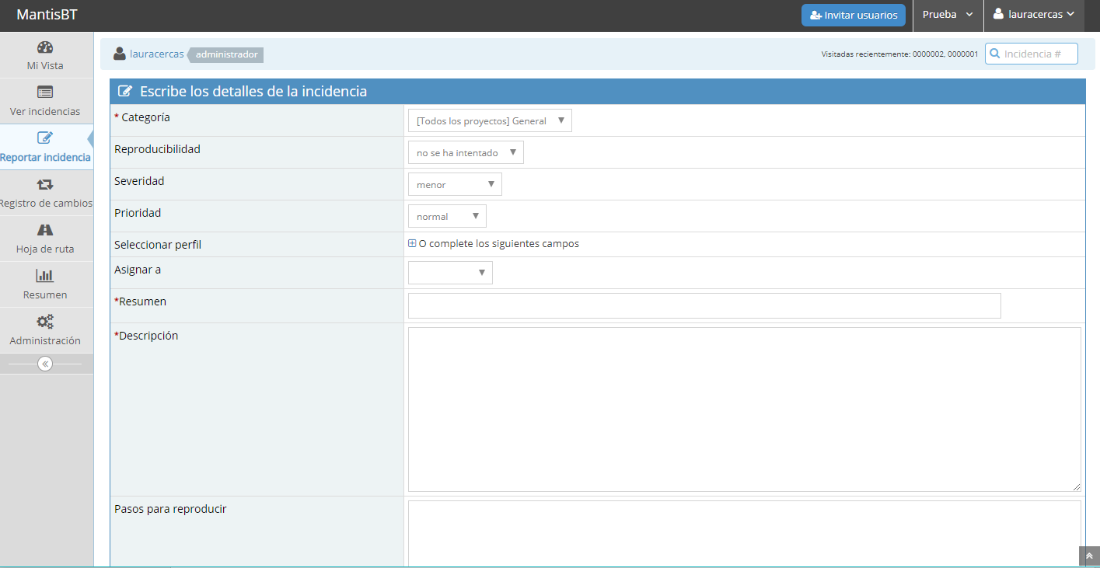 MantisBT
Invitar usuarios
Prueba
lauracercas
Mi Vista
Ver incidencias
Reportar incidencia
Registro de cambios
Hoja de ruta
Resumen
Administración
lauracercas administrador
Visitadas recientemente: 0000002, 0000001
Incidencia #
Escribe los detalles de la incidencia
* Categoría
[Todos los proyectos] General
Reproducibilidad
no se ha intentado
Severidad
menor
Prioridad
normal
Seleccionar perfil
O complete los siguientes campos
Asignar a
*Resumen
*Descripción
Pasos para reproducir